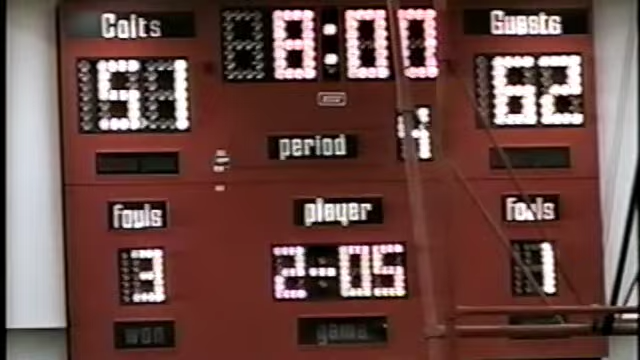 Colts 8:00 Guests
51 62
period 4
fouls player fouls
3 2-05 1
won game